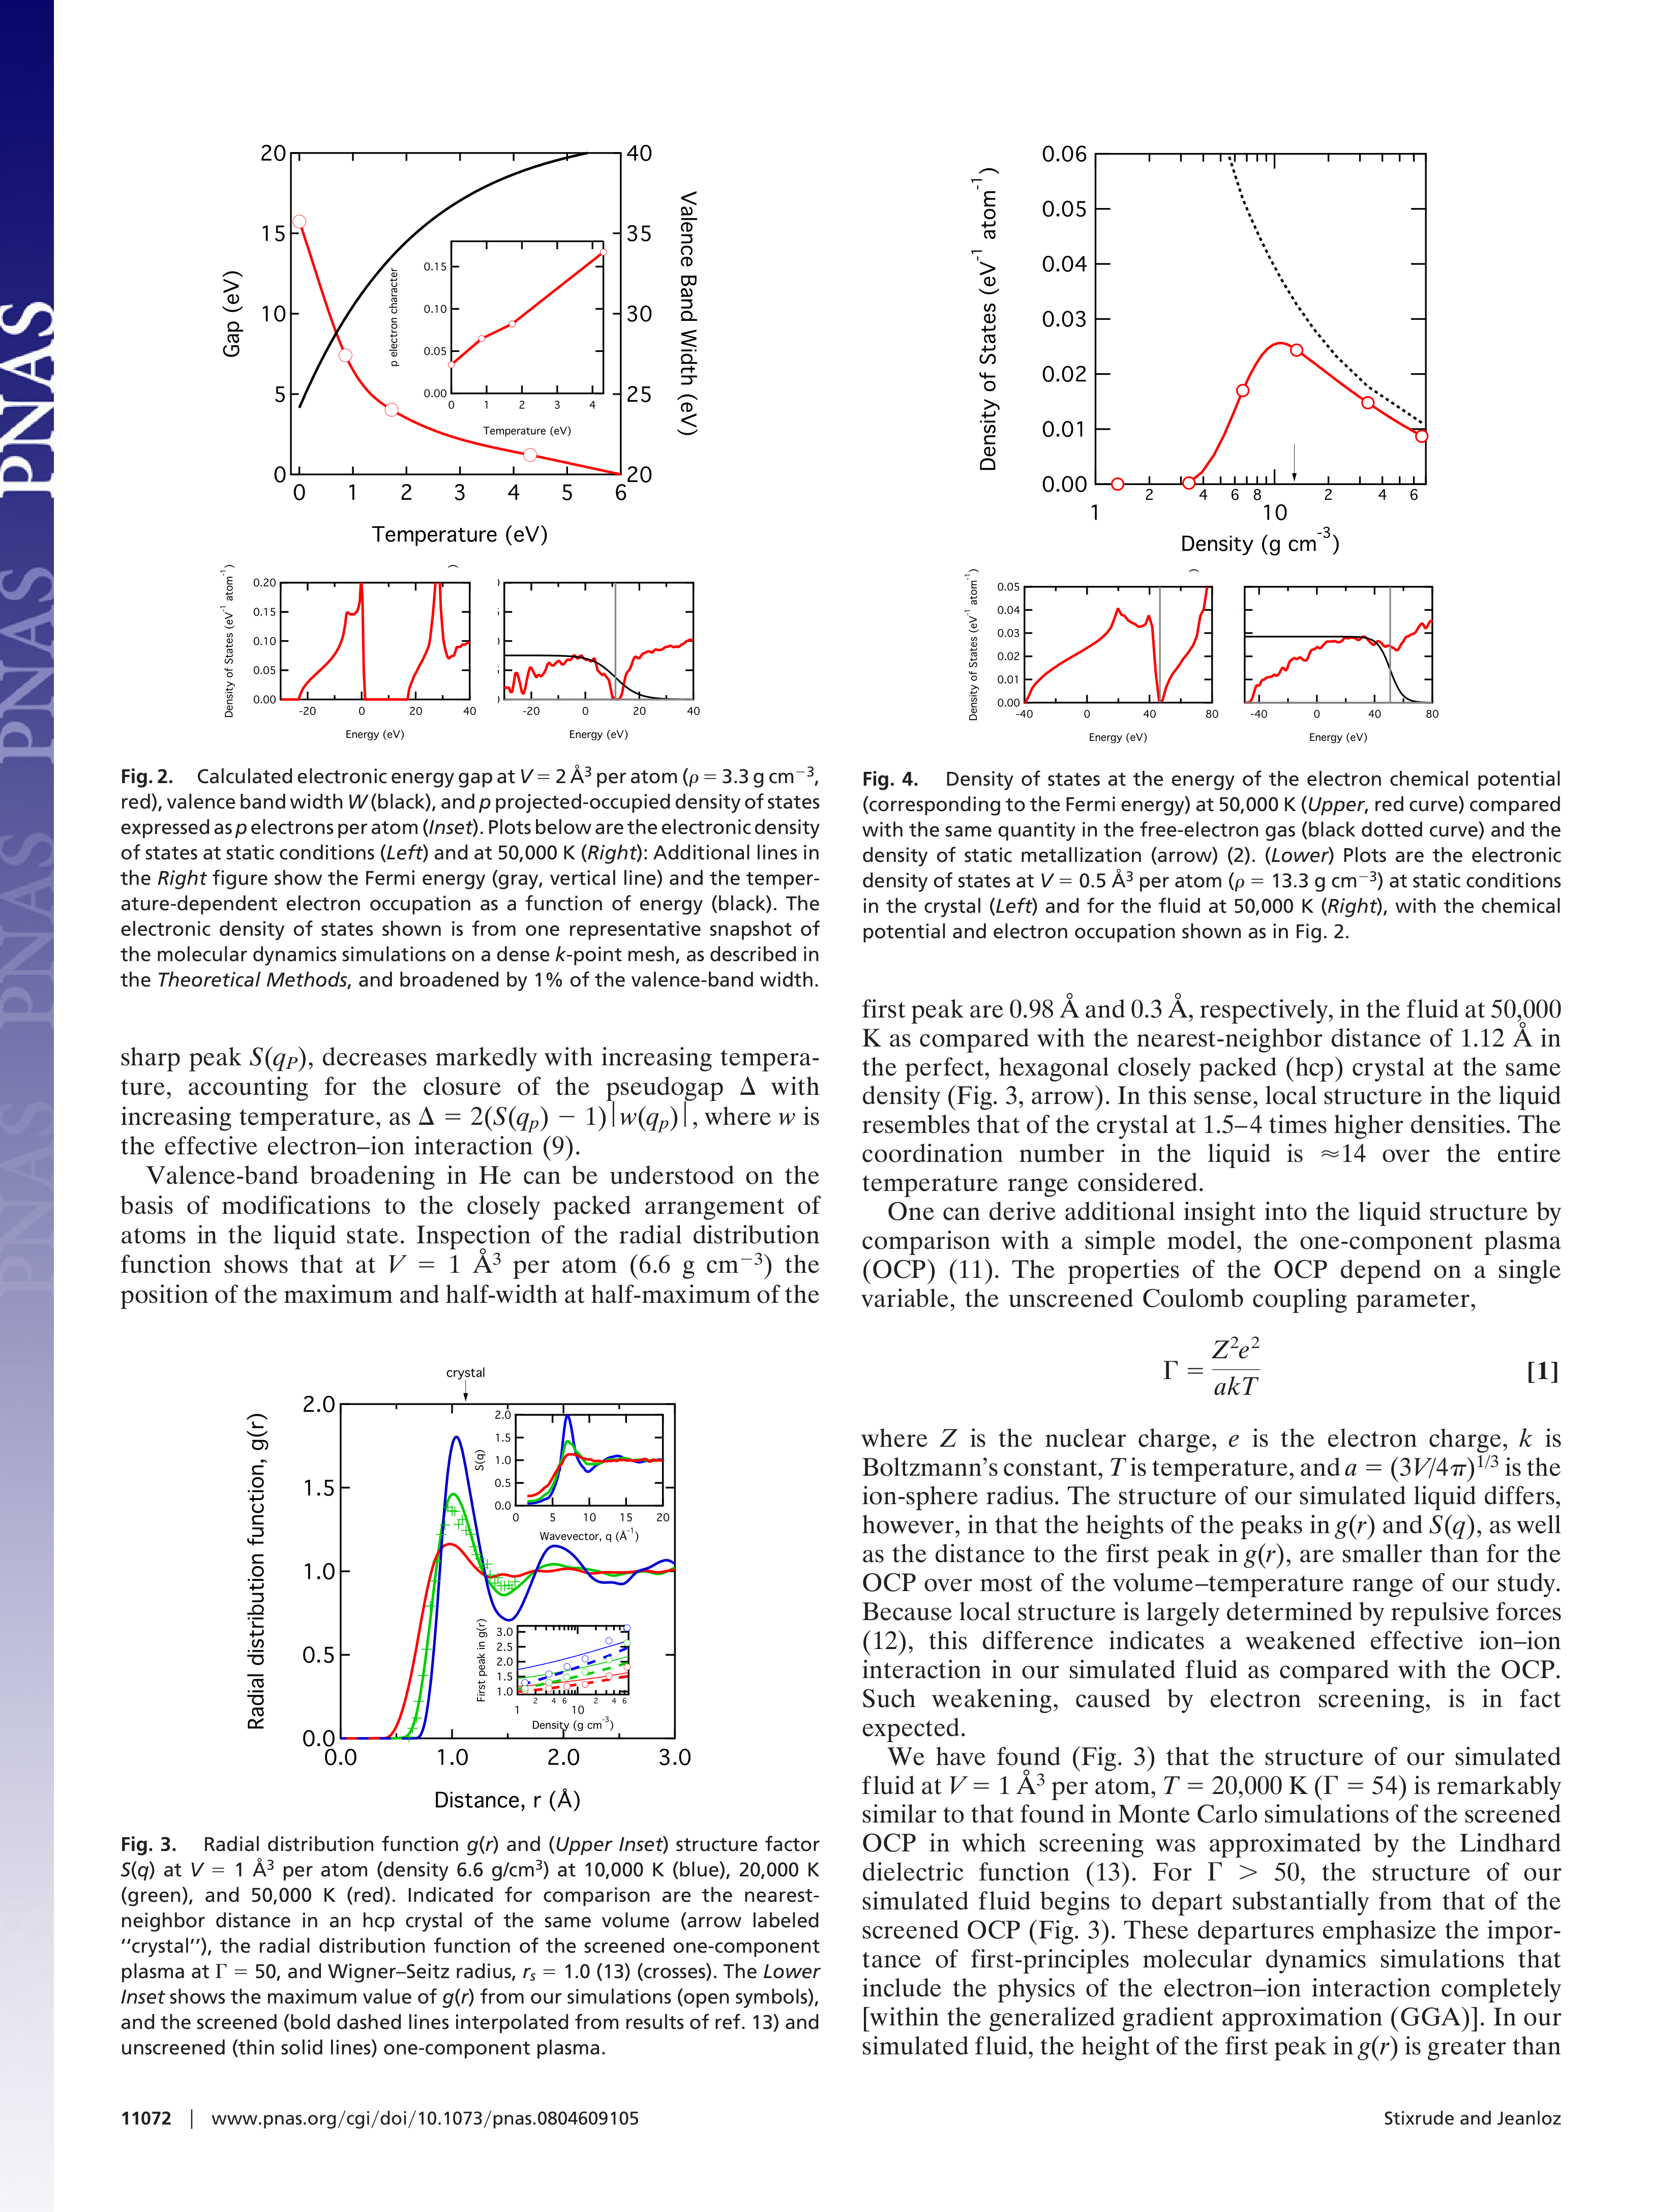 PNAS
PNAS
PNAS
PNAS
20
15
10
5
0
Gap (eV)
40
35
30
25
20
Valence Band Width (eV)
0 1 2 3 4 5 6
Temperature (eV)
0.15
0.10
0.05
0.00
p electron character
0 1 2 3 4
Temperature (eV)
0.20
0.15
0.10
0.05
0.00
Density of States (eV-1 atom-1)
-20 0 20 40
Energy (eV)
-20 0 20 40
Energy (eV)
Fig. 2. Calculated electronic energy gap at V = 2 Å3 per atom (ρ = 3.3 g cm−3,
red), valence band width W (black), and p projected-occupied density of states
expressed as p electrons per atom (Inset). Plots below are the electronic density
of states at static conditions (Left) and at 50,000 K (Right): Additional lines in
the Right figure show the Fermi energy (gray, vertical line) and the temper-
ature-dependent electron occupation as a function of energy (black). The
electronic density of states shown is from one representative snapshot of
the molecular dynamics simulations on a dense k-point mesh, as described in
the Theoretical Methods, and broadened by 1% of the valence-band width.
sharp peak S(qP), decreases markedly with increasing tempera-
ture, accounting for the closure of the pseudogap Δ with
increasing temperature, as Δ = 2(S(qp) − 1)|w(qp)|, where w is
the effective electron–ion interaction (9).
Valence-band broadening in He can be understood on the
basis of modifications to the closely packed arrangement of
atoms in the liquid state. Inspection of the radial distribution
function shows that at V = 1 Å3 per atom (6.6 g cm−3) the
position of the maximum and half-width at half-maximum of the
crystal
2.0
1.5
1.0
0.5
0.0
Radial distribution function, g(r)
0.0 1.0 2.0 3.0
Distance, r (Å)
2.0
1.5
1.0
0.5
0.0
S(q)
0 5 10 15 20
Wavevector, q (Å-1)
3.0
2.5
2.0
1.5
1.0
First peak in g(r)
2 4 6 2 4 6
1 10
Density (g cm-3)
Fig. 3. Radial distribution function g(r) and (Upper Inset) structure factor
S(q) at V = 1 Å3 per atom (density 6.6 g/cm3) at 10,000 K (blue), 20,000 K
(green), and 50,000 K (red). Indicated for comparison are the nearest-
neighbor distance in an hcp crystal of the same volume (arrow labeled
‘‘crystal’’), the radial distribution function of the screened one-component
plasma at Γ = 50, and Wigner–Seitz radius, rs = 1.0 (13) (crosses). The Lower
Inset shows the maximum value of g(r) from our simulations (open symbols),
and the screened (bold dashed lines interpolated from results of ref. 13) and
unscreened (thin solid lines) one-component plasma.
0.06
0.05
0.04
0.03
0.02
0.01
0.00
Density of States (eV-1 atom-1)
2 4 6 8 2 4 6
1 10
Density (g cm-3)
0.05
0.04
0.03
0.02
0.01
0.00
Density of States (eV-1 atom-1)
-40 0 40 80
Energy (eV)
-40 0 40 80
Energy (eV)
Fig. 4. Density of states at the energy of the electron chemical potential
(corresponding to the Fermi energy) at 50,000 K (Upper, red curve) compared
with the same quantity in the free-electron gas (black dotted curve) and the
density of static metallization (arrow) (2). (Lower) Plots are the electronic
density of states at V = 0.5 Å3 per atom (ρ = 13.3 g cm−3) at static conditions
in the crystal (Left) and for the fluid at 50,000 K (Right), with the chemical
potential and electron occupation shown as in Fig. 2.
first peak are 0.98 Å and 0.3 Å, respectively, in the fluid at 50,000
K as compared with the nearest-neighbor distance of 1.12 Å in
the perfect, hexagonal closely packed (hcp) crystal at the same
density (Fig. 3, arrow). In this sense, local structure in the liquid
resembles that of the crystal at 1.5–4 times higher densities. The
coordination number in the liquid is ≈14 over the entire
temperature range considered.
One can derive additional insight into the liquid structure by
comparison with a simple model, the one-component plasma
(OCP) (11). The properties of the OCP depend on a single
variable, the unscreened Coulomb coupling parameter,
Γ = Z2e2/akT [1]
where Z is the nuclear charge, e is the electron charge, k is
Boltzmann’s constant, T is temperature, and a = (3V/4π)1/3 is the
ion-sphere radius. The structure of our simulated liquid differs,
however, in that the heights of the peaks in g(r) and S(q), as well
as the distance to the first peak in g(r), are smaller than for the
OCP over most of the volume–temperature range of our study.
Because local structure is largely determined by repulsive forces
(12), this difference indicates a weakened effective ion–ion
interaction in our simulated fluid as compared with the OCP.
Such weakening, caused by electron screening, is in fact
expected.
We have found (Fig. 3) that the structure of our simulated
fluid at V = 1 Å3 per atom, T = 20,000 K (Γ = 54) is remarkably
similar to that found in Monte Carlo simulations of the screened
OCP in which screening was approximated by the Lindhard
dielectric function (13). For Γ > 50, the structure of our
simulated fluid begins to depart substantially from that of the
screened OCP (Fig. 3). These departures emphasize the impor-
tance of first-principles molecular dynamics simulations that
include the physics of the electron–ion interaction completely
[within the generalized gradient approximation (GGA)]. In our
simulated fluid, the height of the first peak in g(r) is greater than
11072 | www.pnas.org/cgi/doi/10.1073/pnas.0804609105
Stixrude and Jeanloz